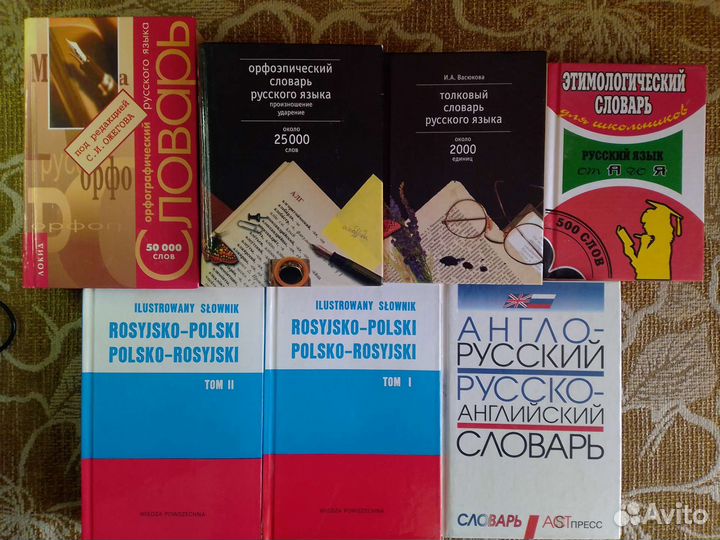 Словарь
орфографический русского языка
под редакцией
С. И. ОЖЕГОВА
орфо
50 000
слов
ЛОКИД
орфоэпический
словарь
русского языка
произношение
ударение
около
25 000
слов
И.А. Васюкова
толковый
словарь
русского языка
около
2000
единиц
ЭТИМОЛОГИЧЕСКИЙ
СЛОВАРЬ
для школьников
РУССКИЙ ЯЗЫК
от А до Я
500 СЛОВ
ILUSTROWANY SŁOWNIK
ROSYJSKO-POLSKI
POLSKO-ROSYJSKI
TOM II
WIEDZA POWSZECHNA
ILUSTROWANY SŁOWNIK
ROSYJSKO-POLSKI
POLSKO-ROSYJSKI
TOM I
WIEDZA POWSZECHNA
АНГЛО-
РУССКИЙ
РУССКО-
АНГЛИЙСКИЙ
СЛОВАРЬ
СЛОВАРЬ АСТ ПРЕСС
Avito